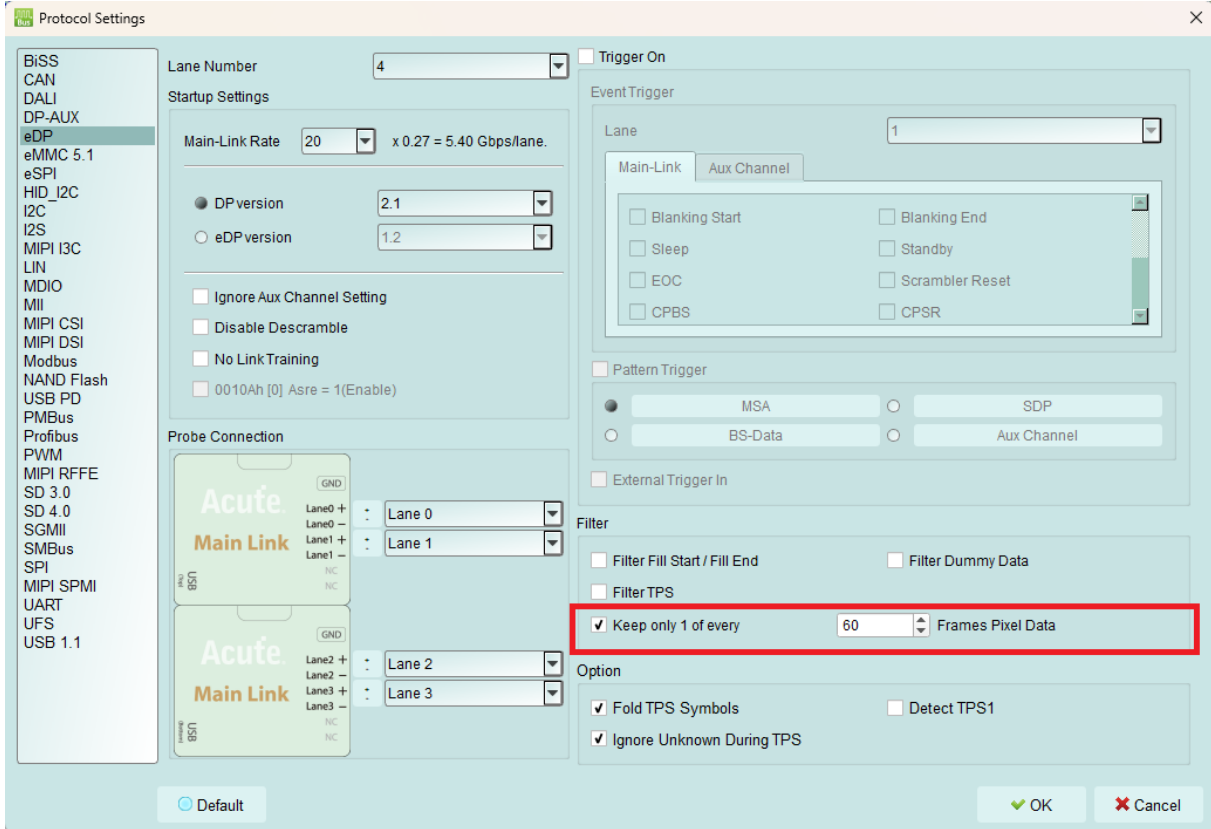 Protocol Settings
BiSS
CAN
DALI
DP-AUX
eDP
eMMC 5.1
eSPI
HID_I2C
I2C
I2S
MIPI I3C
LIN
MDIO
MII
MIPI CSI
MIPI DSI
Modbus
NAND Flash
USB PD
PMBus
Profibus
PWM
MIPI RFFE
SD 3.0
SD 4.0
SGMII
SMBus
SPI
MIPI SPMI
UART
UFS
USB 1.1
Lane Number 4
Startup Settings
Main-Link Rate 20 x 0.27 = 5.40 Gbps/lane.
DP version 2.1
eDP version 1.2
Ignore Aux Channel Setting
Disable Descramble
No Link Training
0010Ah [0] Asre = 1(Enable)
Probe Connection
GND
Acute
Main Link
Lane0 +
Lane0 −
Lane1 +
Lane1 −
NC
NC
USB
Lane 0
Lane 1
GND
Acute
Main Link
Lane2 +
Lane2 −
Lane3 +
Lane3 −
NC
NC
USB
Lane 2
Lane 3
Default
Trigger On
Event Trigger
Lane 1
Main-Link Aux Channel
Blanking Start Blanking End
Sleep Standby
EOC Scrambler Reset
CPBS CPSR
Pattern Trigger
MSA SDP
BS-Data Aux Channel
External Trigger In
Filter
Filter Fill Start / Fill End Filter Dummy Data
Filter TPS
Keep only 1 of every 60 Frames Pixel Data
Option
Fold TPS Symbols Detect TPS1
Ignore Unknown During TPS
OK Cancel